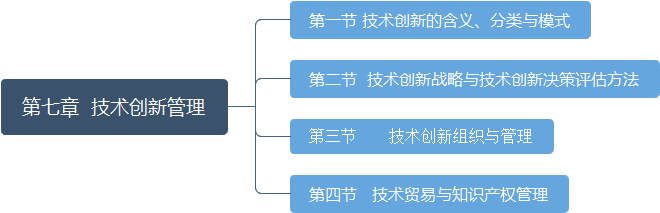 第一节 技术创新的含义、分类与模式
第二节 技术创新战略与技术创新决策评估方法
第七章 技术创新管理
第三节 技术创新组织与管理
第四节 技术贸易与知识产权管理